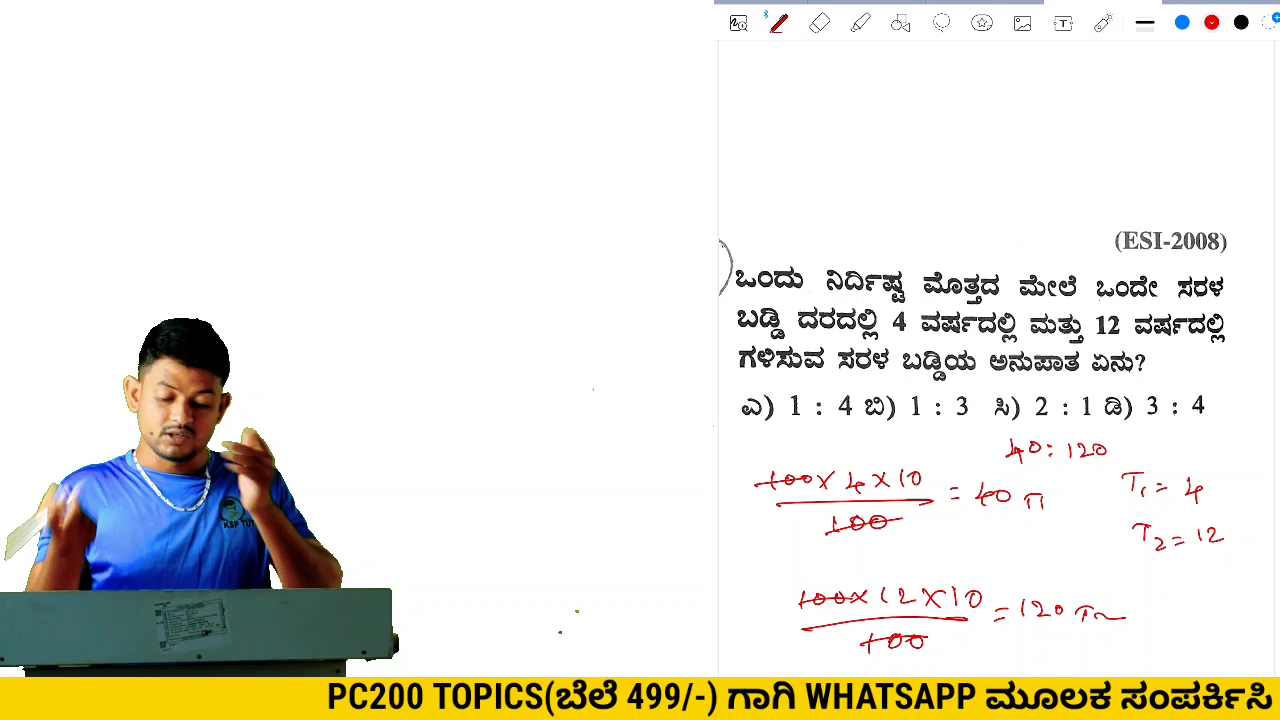 (ESI-2008)
ಒಂದು ನಿರ್ದಿಷ್ಟ ಮೊತ್ತದ ಮೇಲೆ ಒಂದೇ ಸರಳ
ಬಡ್ಡಿ ದರದಲ್ಲಿ 4 ವರ್ಷದಲ್ಲಿ ಮತ್ತು 12 ವರ್ಷದಲ್ಲಿ
ಗಳಿಸುವ ಸರಳ ಬಡ್ಡಿಯ ಅನುಪಾತ ಏನು?
ಎ) 1 : 4 ಬಿ) 1 : 3 ಸಿ) 2 : 1 ಡಿ) 3 : 4
40:120
100 × 4 × 10
100
= 40
T1 = 4
T2 = 12
100 × 12 × 10
100
= 120
KSP TUT
PC200 TOPICS(ಬೆಲೆ 499/-) ಗಾಗಿ WHATSAPP ಮೂಲಕ ಸಂಪರ್ಕಿಸಿ